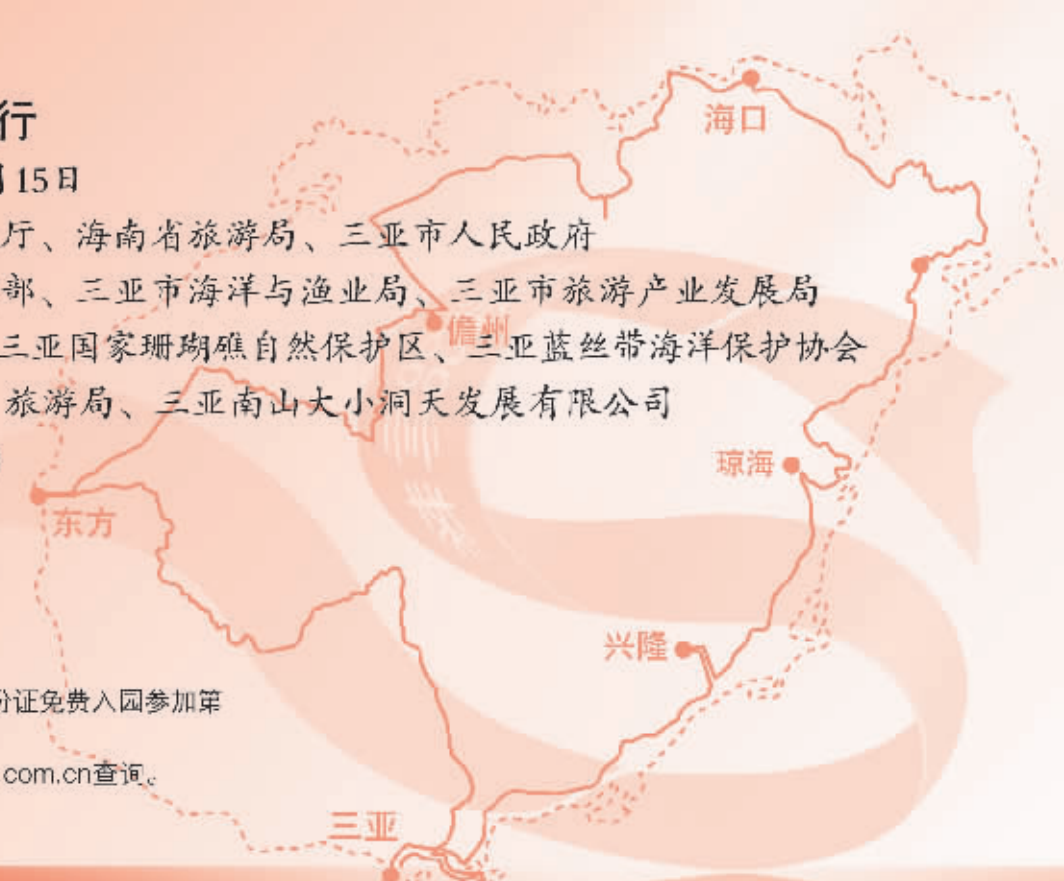 行
15日
海口
厅、海南省旅游局、三亚市人民政府
部、三亚市海洋与渔业局、三亚市旅游产业发展局
儋州
三亚国家珊瑚礁自然保护区、三亚蓝丝带海洋保护协会
旅游局、三亚南山大小洞天发展有限公司
琼海
东方
兴隆
份证免费入园参加第
com.cn查询。
三亚